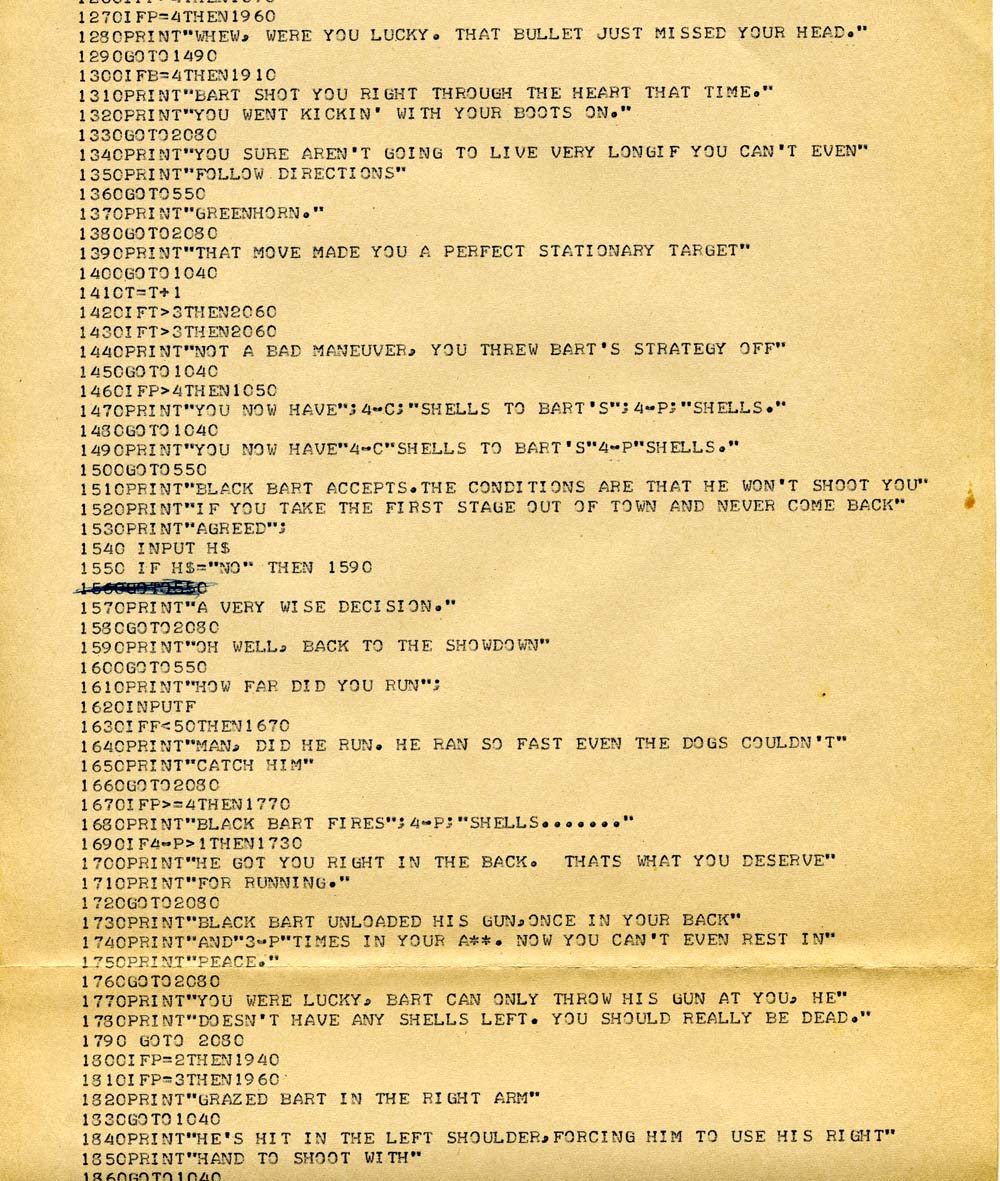 1270IFP=4THEN1960
1280PRINT"WHEW, WERE YOU LUCKY. THAT BULLET JUST MISSED YOUR HEAD."
1290GOTO1490
1300IFB=4THEN1910
1310PRINT"BART SHOT YOU RIGHT THROUGH THE HEART THAT TIME."
1320PRINT"YOU WENT KICKIN' WITH YOUR BOOTS ON."
1330GOTO2080
1340PRINT"YOU SURE AREN'T GOING TO LIVE VERY LONGIF YOU CAN'T EVEN"
1350PRINT"FOLLOW DIRECTIONS"
1360GOTO550
1370PRINT"GREENHORN."
1380GOTO2080
1390PRINT"THAT MOVE MADE YOU A PERFECT STATIONARY TARGET"
1400GOTO1040
1410T=T+1
1420IFT>3THEN2060
1430IFT>3THEN2060
1440PRINT"NOT A BAD MANEUVER, YOU THREW BART'S STRATEGY OFF"
1450GOTO1040
1460IFP>4THEN1050
1470PRINT"YOU NOW HAVE";4-C;"SHELLS TO BART'S";4-P;"SHELLS."
1480GOTO1040
1490PRINT"YOU NOW HAVE"4-C"SHELLS TO BART'S"4-P"SHELLS."
1500GOTO550
1510PRINT"BLACK BART ACCEPTS.THE CONDITIONS ARE THAT HE WON'T SHOOT YOU"
1520PRINT"IF YOU TAKE THE FIRST STAGE OUT OF TOWN AND NEVER COME BACK"
1530PRINT"AGREED";
1540 INPUT H$
1550 IF H$="NO" THEN 1590
1560GOTO550
1570PRINT"A VERY WISE DECISION."
1580GOTO2080
1590PRINT"OH WELL, BACK TO THE SHOWDOWN"
1600GOTO550
1610PRINT"HOW FAR DID YOU RUN";
1620INPUTF
1630IFF<50THEN1670
1640PRINT"MAN, DID HE RUN. HE RAN SO FAST EVEN THE DOGS COULDN'T"
1650PRINT"CATCH HIM"
1660GOTO2080
1670IFP>=4THEN1770
1680PRINT"BLACK BART FIRES";4-P;"SHELLS......."
1690IF4-P>1THEN1730
1700PRINT"HE GOT YOU RIGHT IN THE BACK.  THATS WHAT YOU DESERVE"
1710PRINT"FOR RUNNING."
1720GOTO2080
1730PRINT"BLACK BART UNLOADED HIS GUN,ONCE IN YOUR BACK"
1740PRINT"AND"3-P"TIMES IN YOUR A**. NOW YOU CAN'T EVEN REST IN"
1750PRINT"PEACE."
1760GOTO2080
1770PRINT"YOU WERE LUCKY, BART CAN ONLY THROW HIS GUN AT YOU, HE"
1780PRINT"DOESN'T HAVE ANY SHELLS LEFT. YOU SHOULD REALLY BE DEAD."
1790 GOTO 2080
1800IFP=2THEN1940
1810IFP=3THEN1960
1820PRINT"GRAZED BART IN THE RIGHT ARM"
1830GOTO1040
1840PRINT"HE'S HIT IN THE LEFT SHOULDER,FORCING HIM TO USE HIS RIGHT"
1850PRINT"HAND TO SHOOT WITH"
1860GOTO1040